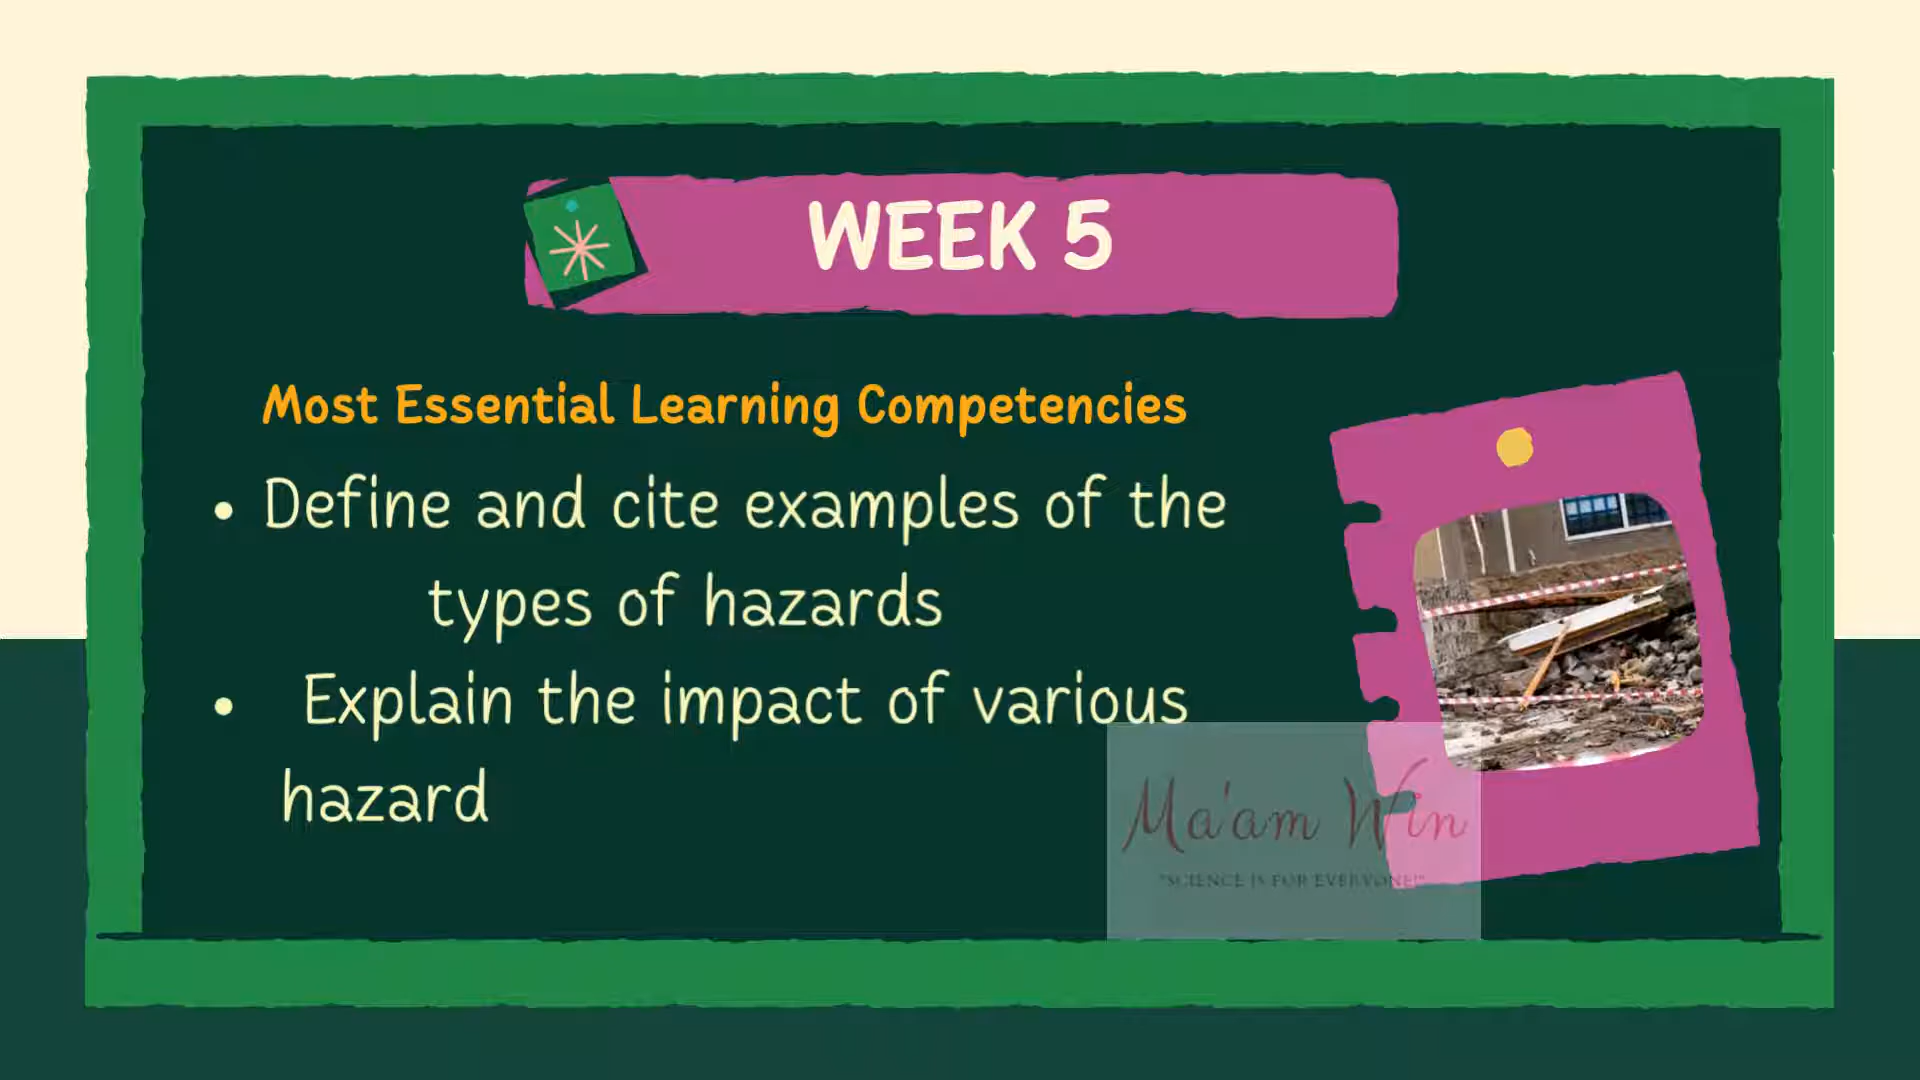 WEEK 5
Most Essential Learning Competencies
• Define and cite examples of the
types of hazards
• Explain the impact of various
hazard
Ma'am Win
"SCIENCE IS FOR EVERYONE!"